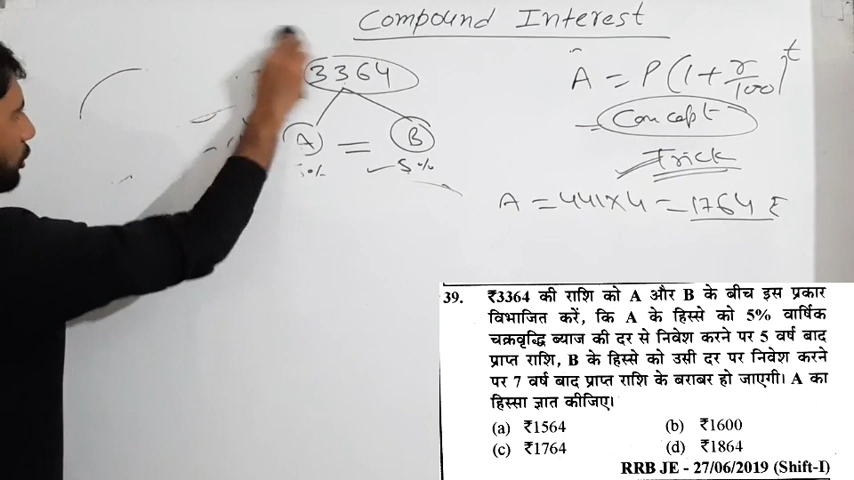 Compound Interest
3364
A = P(1+r/100)^t
A = B
5%
Concept
Trick
A = 441×4 = 1764 ₹
39. ₹3364 की राशि को A और B के बीच इस प्रकार
विभाजित करें, कि A के हिस्से को 5% वार्षिक
चक्रवृद्धि ब्याज की दर से निवेश करने पर 5 वर्ष बाद
प्राप्त राशि, B के हिस्से को उसी दर पर निवेश करने
पर 7 वर्ष बाद प्राप्त राशि के बराबर हो जाएगी। A का
हिस्सा ज्ञात कीजिए।
(a) ₹1564 (b) ₹1600
(c) ₹1764 (d) ₹1864
RRB JE - 27/06/2019 (Shift-I)